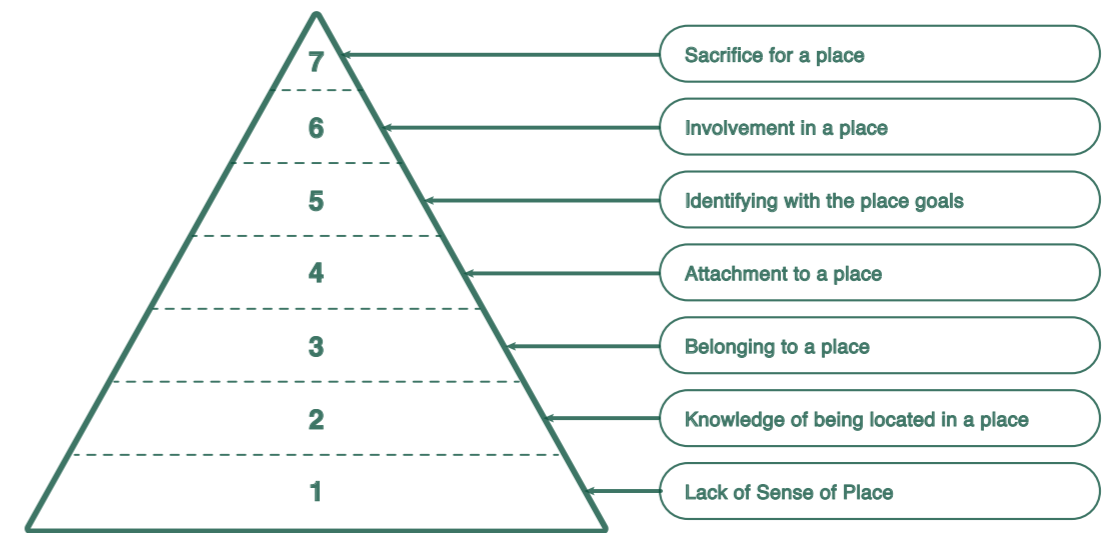 7
Sacrifice for a place
6
Involvement in a place
5
Identifying with the place goals
4
Attachment to a place
3
Belonging to a place
2
Knowledge of being located in a place
1
Lack of Sense of Place